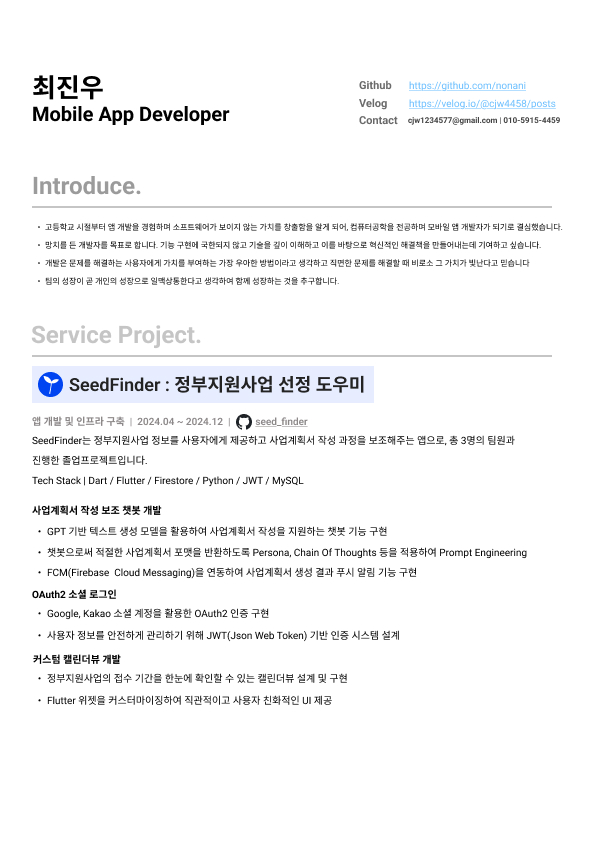 최진우
Mobile App Developer
Github https://github.com/nonani
Velog https://velog.io/@cjw4458/posts
Contact cjw1234577@gmail.com | 010-5915-4459
Introduce.
• 고등학교 시절부터 앱 개발을 경험하며 소프트웨어가 보이지 않는 가치를 창출함을 알게 되어, 컴퓨터공학을 전공하며 모바일 앱 개발자가 되기로 결심했습니다.
• 망치를 든 개발자를 목표로 합니다. 기능 구현에 국한되지 않고 기술을 깊이 이해하고 이를 바탕으로 혁신적인 해결책을 만들어내는데 기여하고 싶습니다.
• 개발은 문제를 해결하는 사용자에게 가치를 부여하는 가장 우아한 방법이라고 생각하고 직면한 문제를 해결할 때 비로소 그 가치가 빛난다고 믿습니다
• 팀의 성장이 곧 개인의 성장으로 일맥상통한다고 생각하여 함께 성장하는 것을 추구합니다.
Service Project.
SeedFinder : 정부지원사업 선정 도우미
앱 개발 및 인프라 구축 | 2024.04 ~ 2024.12 | seed_finder
SeedFinder는 정부지원사업 정보를 사용자에게 제공하고 사업계획서 작성 과정을 보조해주는 앱으로, 총 3명의 팀원과
진행한 졸업프로젝트입니다.
Tech Stack | Dart / Flutter / Firestore / Python / JWT / MySQL
사업계획서 작성 보조 챗봇 개발
• GPT 기반 텍스트 생성 모델을 활용하여 사업계획서 작성을 지원하는 챗봇 기능 구현
• 챗봇으로써 적절한 사업계획서 포맷을 반환하도록 Persona, Chain Of Thoughts 등을 적용하여 Prompt Engineering
• FCM(Firebase Cloud Messaging)을 연동하여 사업계획서 생성 결과 푸시 알림 기능 구현
OAuth2 소셜 로그인
• Google, Kakao 소셜 계정을 활용한 OAuth2 인증 구현
• 사용자 정보를 안전하게 관리하기 위해 JWT(Json Web Token) 기반 인증 시스템 설계
커스텀 캘린더뷰 개발
• 정부지원사업의 접수 기간을 한눈에 확인할 수 있는 캘린더뷰 설계 및 구현
• Flutter 위젯을 커스터마이징하여 직관적이고 사용자 친화적인 UI 제공